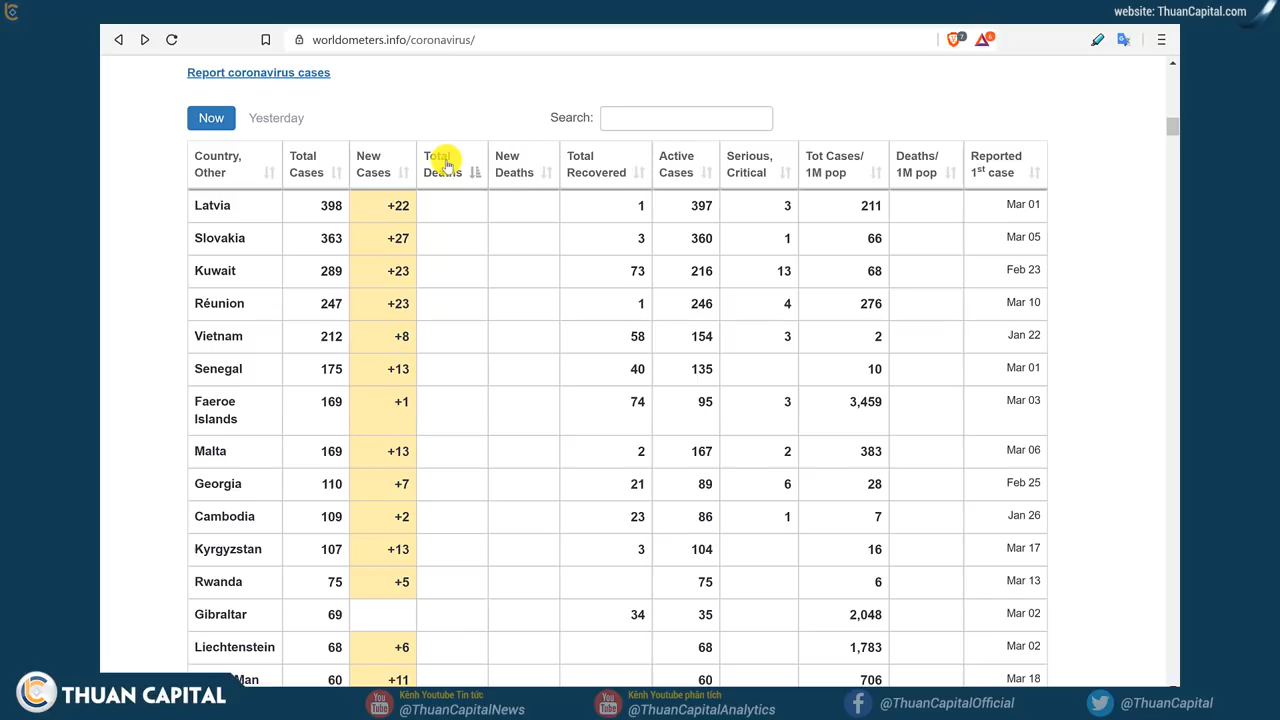 website: ThuanCapital.com
worldometers.info/coronavirus/
7
6
Report coronavirus cases
Now Yesterday Search:
Country, Other Total Cases New Cases Total Deaths New Deaths Total Recovered Active Cases Serious, Critical Tot Cases/ 1M pop Deaths/ 1M pop Reported 1st case
Latvia 398 +22 1 397 3 211 Mar 01
Slovakia 363 +27 3 360 1 66 Mar 05
Kuwait 289 +23 73 216 13 68 Feb 23
Réunion 247 +23 1 246 4 276 Mar 10
Vietnam 212 +8 58 154 3 2 Jan 22
Senegal 175 +13 40 135 10 Mar 01
Faeroe Islands 169 +1 74 95 3 3,459 Mar 03
Malta 169 +13 2 167 2 383 Mar 06
Georgia 110 +7 21 89 6 28 Feb 25
Cambodia 109 +2 23 86 1 7 Jan 26
Kyrgyzstan 107 +13 3 104 16 Mar 17
Rwanda 75 +5 75 6 Mar 13
Gibraltar 69 34 35 2,048 Mar 02
Liechtenstein 68 +6 68 1,783 Mar 02
Man 60 +11 60 706 Mar 18
THUAN CAPITAL
You Tube
Kênh Youtube Tin tức
@ThuanCapitalNews
You Tube
Kênh Youtube phân tích
@ThuanCapitalAnalytics
@ThuanCapitalOfficial
@ThuanCapital